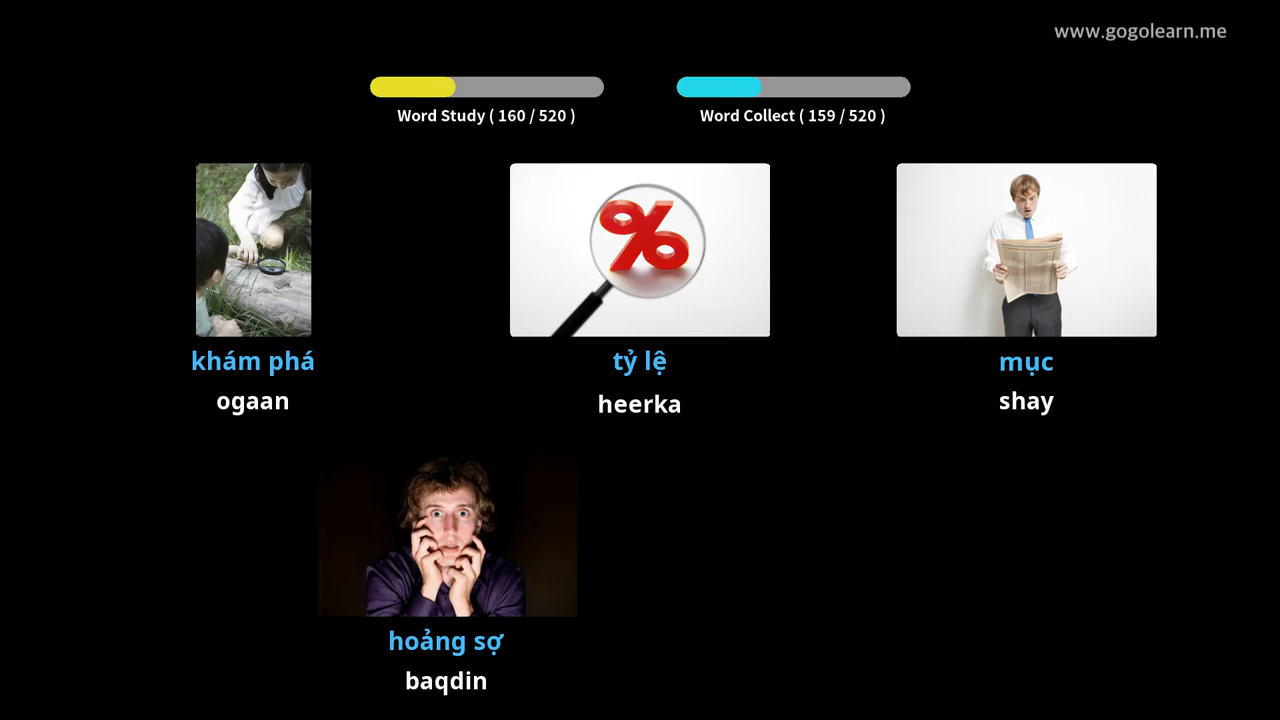 www.gogolearn.me
Word Study ( 160 / 520 )
Word Collect ( 159 / 520 )
khám phá
ogaan
tỷ lệ
heerka
mục
shay
hoảng sợ
baqdin